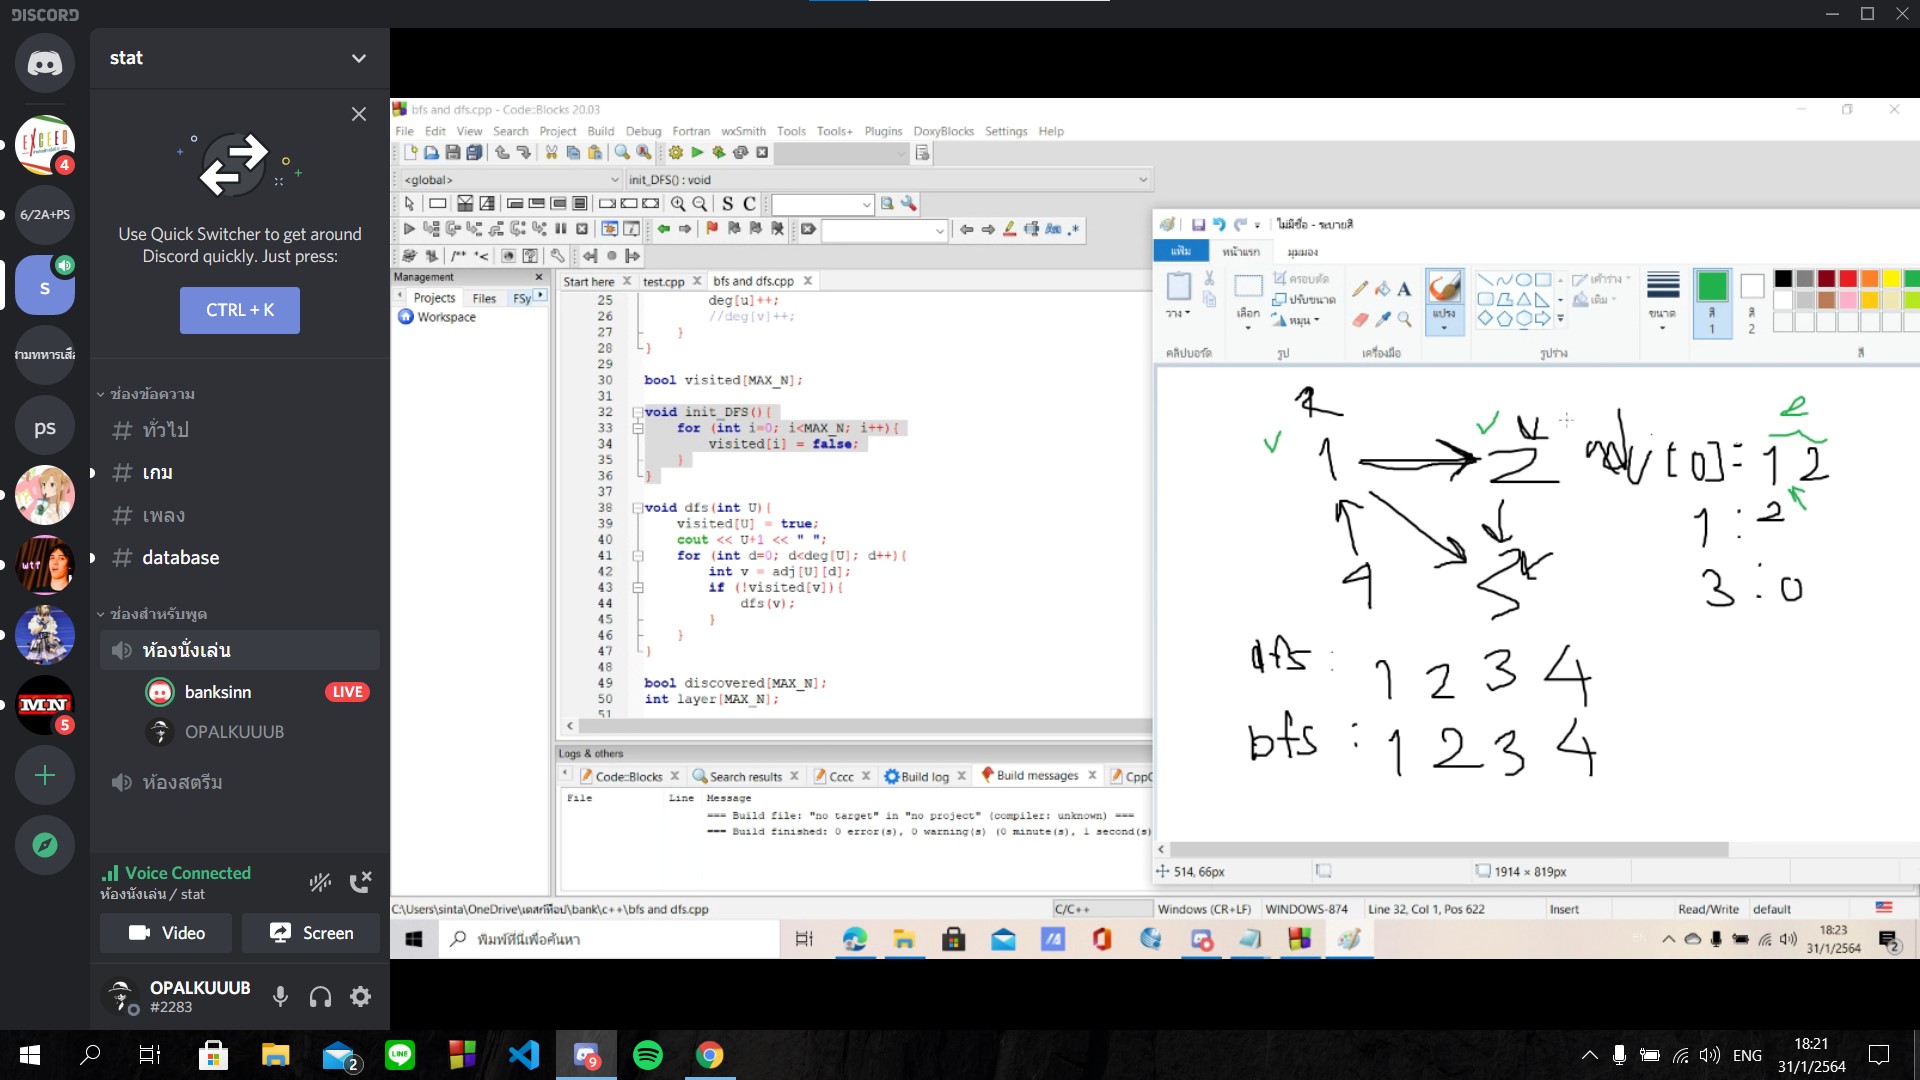 DISCORD
stat
EXCEED
4
6/2A+PS
S
ps
wtf
MN
5
Use Quick Switcher to get around
Discord quickly. Just press:
CTRL + K
ช่องข้อความ
# ทั่วไป
# เกม
# เพลง
# database
ช่องสำหรับพูด
ห้องนั่งเล่น
banksinn
LIVE
OPALKUUUB
ห้องสตรีม
Voice Connected
ห้องนั่งเล่น / stat
Video
Screen
OPALKUUUB
#2283
bfs and dfs.cpp - Code::Blocks 20.03
File Edit View Search Project Build Debug Fortran wxSmith Tools Tools+ Plugins DoxyBlocks Settings Help
<global>
init_DFS() : void
S C
Management
Projects Files FSy
Workspace
Start here test.cpp bfs and dfs.cpp
25 deg[u]++;
26 //deg[v]++;
27 }
28 }
29
30 bool visited[MAX_N];
31
32 void init_DFS(){
33 for (int i=0; i<MAX_N; i++){
34 visited[i] = false;
35 }
36 }
37
38 void dfs(int U){
39 visited[U] = true;
40 cout << U+1 << " ";
41 for (int d=0; d<deg[U]; d++){
42 int v = adj[U][d];
43 if (!visited[v]){
44 dfs(v);
45 }
46 }
47 }
48
49 bool discovered[MAX_N];
50 int layer[MAX_N];
51
Logs & others
Code::Blocks Search results Cccc Build log Build messages CppC
File Line Message
=== Build file: "no target" in "no project" (compiler: unknown) ===
=== Build finished: 0 error(s), 0 warning(s) (0 minute(s), 1 second(s)
C:\Users\sinta\OneDrive\เดสก์ท็อป\bank\c++\bfs and dfs.cpp
C/C++
Windows (CR+LF)
WINDOWS-874
Line 32, Col 1, Pos 622
Insert
Read/Write
default
ไม่มีชื่อ - ระบายสี
แฟ้ม หน้าแรก มุมมอง
วาง
คลิปบอร์ด
เลือก
ครอบตัด
ปรับขนาด
หมุน
รูป
เครื่องมือ
แปรง
เค้าร่าง
เติม
รูปร่าง
ขนาด
สี 1
สี 2
สี
1 2
[0]: 1 2
1 : 2
4
3 : 0
dfs : 1 2 3 4
bfs : 1 2 3 4
514, 66px
1914 × 819px
พิมพ์ที่นี่เพื่อค้นหา
18:23
31/1/2564
2
2
9
LINE
ENG
18:21
31/1/2564